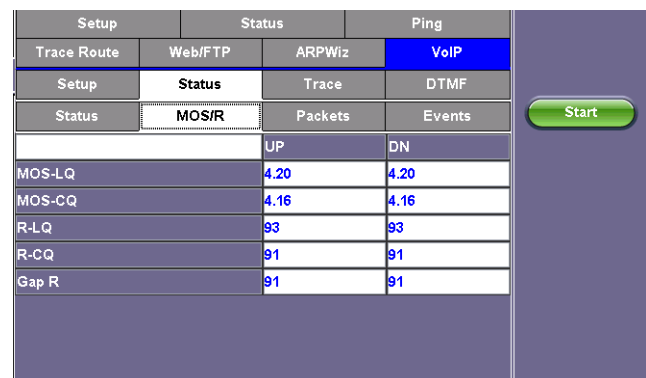 Setup Status Ping
Trace Route Web/FTP ARPWiz VoIP
Setup Status Trace DTMF
Status MOS/R Packets Events
Start
UP DN
MOS-LQ 4.20 4.20
MOS-CQ 4.16 4.16
R-LQ 93 93
R-CQ 91 91
Gap R 91 91